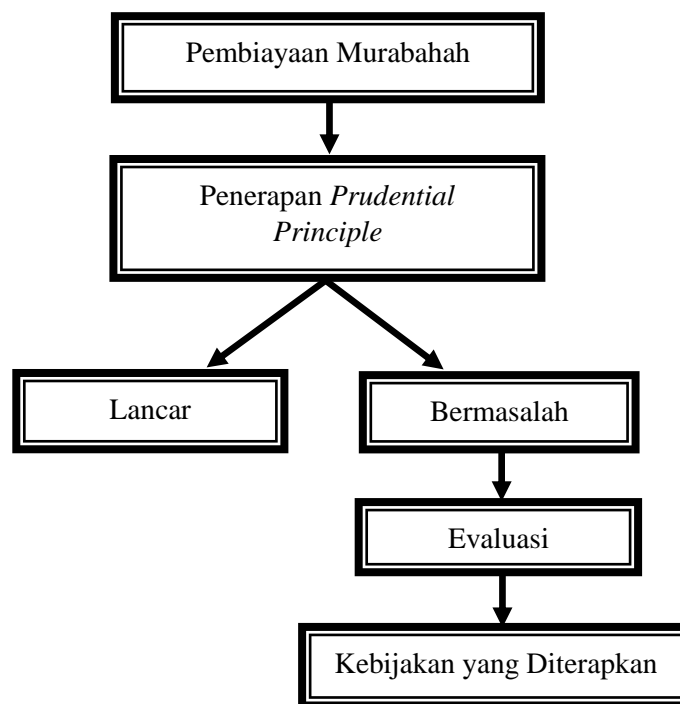 Pembiayaan Murabahah
Penerapan Prudential
Principle
Lancar
Bermasalah
Evaluasi
Kebijakan yang Diterapkan